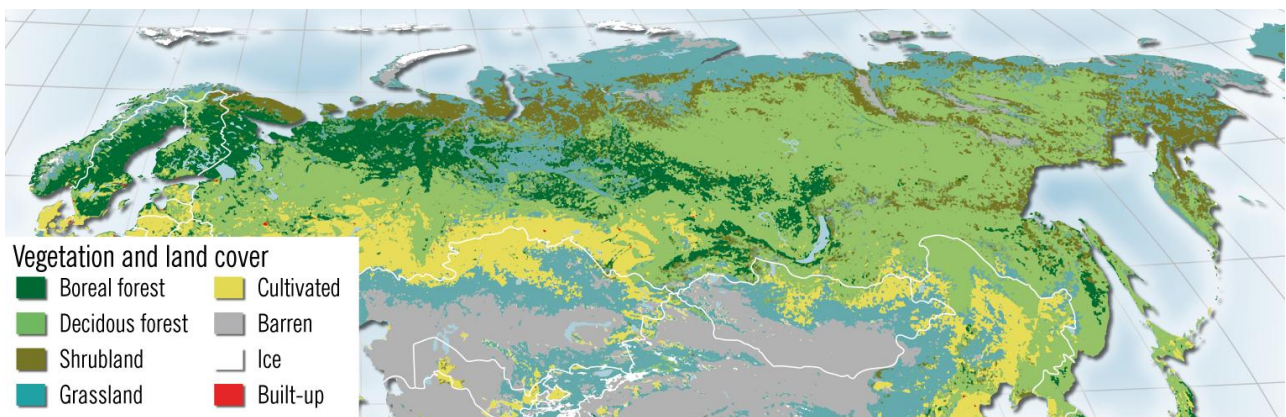 Vegetation and land cover
Boreal forest
Cultivated
Decidous forest
Barren
Shrubland
Ice
Grassland
Built-up